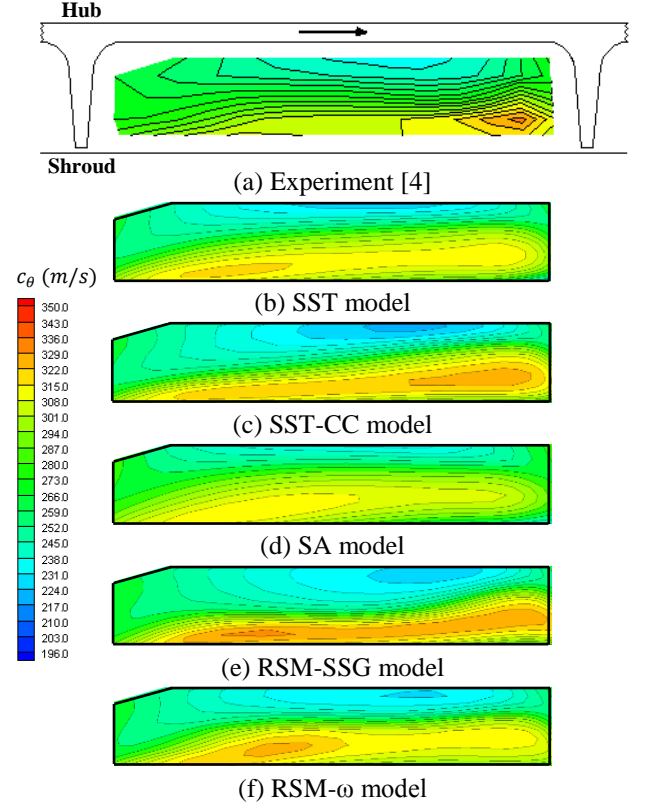 Hub
Shroud
(a) Experiment [4]
(b) SST model
c_θ (m/s)
350.0
343.0
336.0
329.0
322.0
315.0
308.0
301.0
294.0
287.0
280.0
273.0
266.0
259.0
252.0
245.0
238.0
231.0
224.0
217.0
210.0
203.0
196.0
(c) SST-CC model
(d) SA model
(e) RSM-SSG model
(f) RSM-ω model